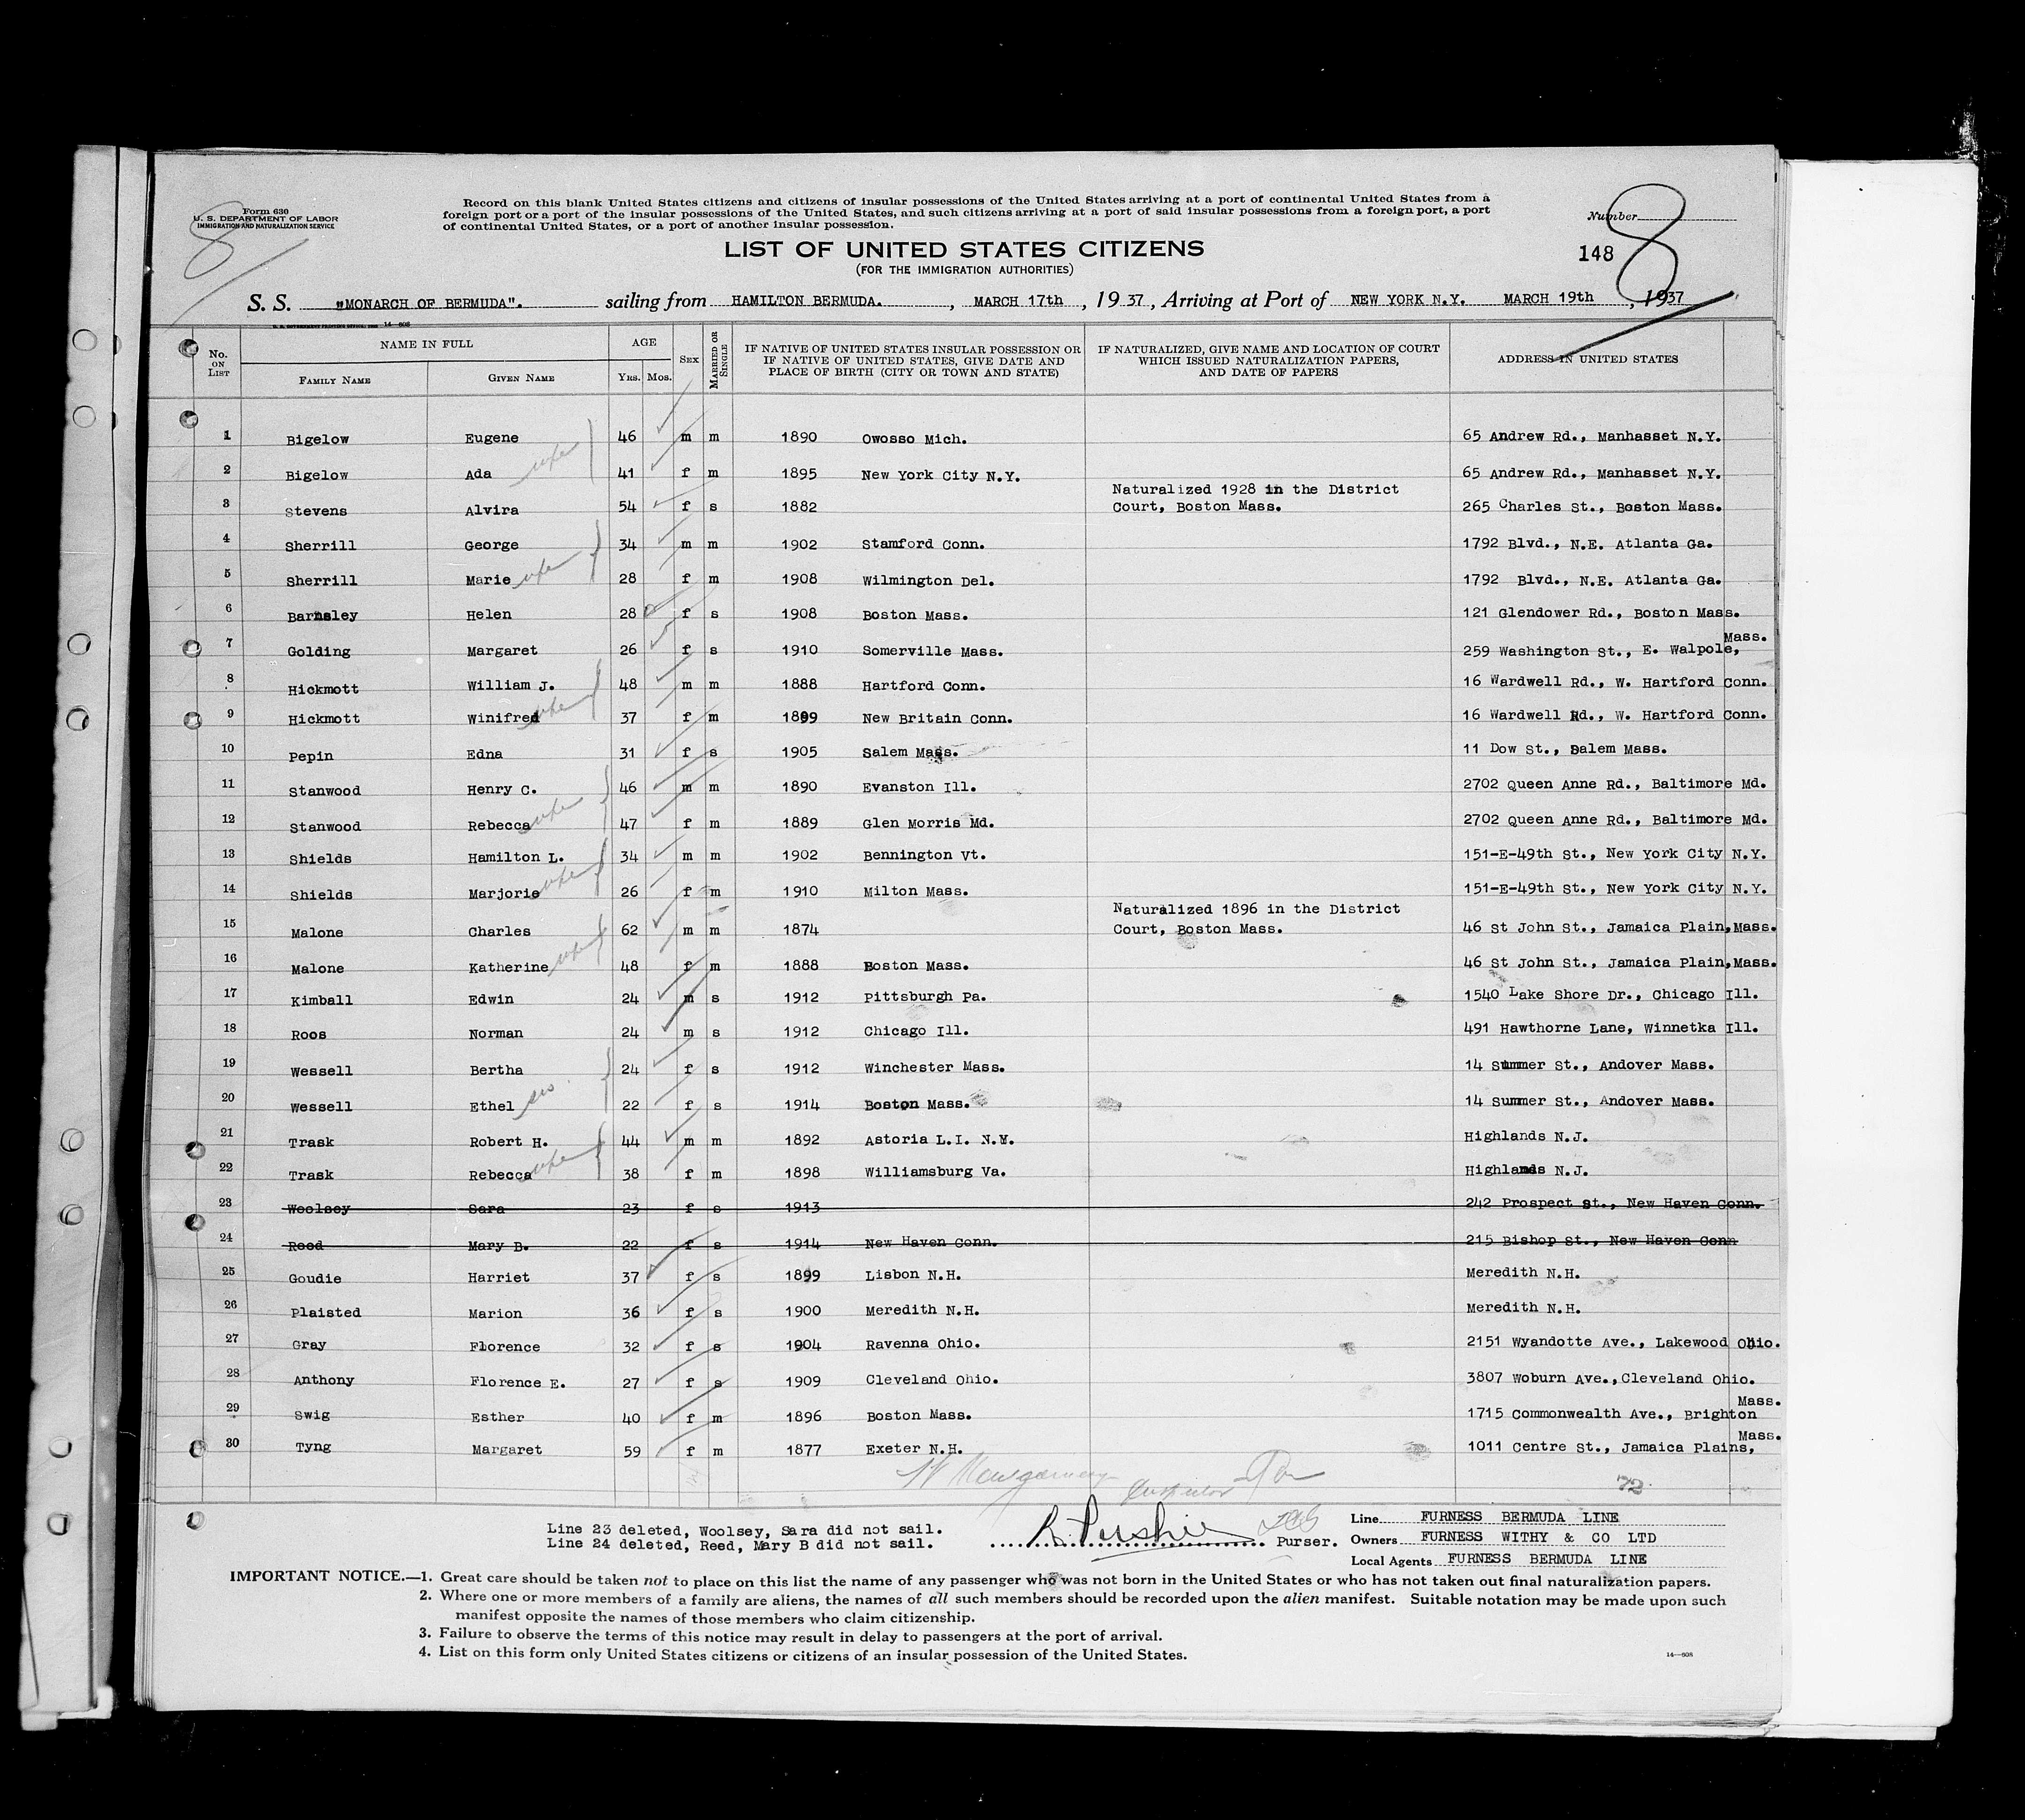 Form 630
U. S. DEPARTMENT OF LABOR
IMMIGRATION AND NATURALIZATION SERVICE
Record on this blank United States citizens and citizens of insular possessions of the United States arriving at a port of continental United States from a
foreign port or a port of the insular possessions of the United States, and such citizens arriving at a port of said insular possessions from a foreign port, a port
of continental United States, or a port of another insular possession.
Number
8
8
148
LIST OF UNITED STATES CITIZENS
(FOR THE IMMIGRATION AUTHORITIES)
S. S. "MONARCH OF BERMUDA". sailing from HAMILTON BERMUDA. , MARCH 17th , 1937 , Arriving at Port of NEW YORK N.Y. MARCH 19th , 1937
No. ON LIST NAME IN FULL FAMILY NAME GIVEN NAME AGE YRS. MOS. SEX MARRIED OR SINGLE IF NATIVE OF UNITED STATES INSULAR POSSESSION OR IF NATIVE OF UNITED STATES, GIVE DATE AND PLACE OF BIRTH (CITY OR TOWN AND STATE) IF NATURALIZED, GIVE NAME AND LOCATION OF COURT WHICH ISSUED NATURALIZATION PAPERS, AND DATE OF PAPERS ADDRESS IN UNITED STATES
1 Bigelow Eugene 46 m m 1890 Owosso Mich. 65 Andrew Rd., Manhasset N.Y.
2 Bigelow Ada 41 f m 1895 New York City N.Y. 65 Andrew Rd., Manhasset N.Y.
3 Stevens Alvira 54 f s 1882 Naturalized 1928 in the District Court, Boston Mass. 265 Charles St., Boston Mass.
4 Sherrill George 34 m m 1902 Stamford Conn. 1792 Blvd., N.E. Atlanta Ga.
5 Sherrill Marie 28 f m 1908 Wilmington Del. 1792 Blvd., N.E. Atlanta Ga.
6 Barnsley Helen 28 f s 1908 Boston Mass. 121 Glendower Rd., Boston Mass.
7 Golding Margaret 26 f s 1910 Somerville Mass. 259 Washington St., E. Walpole, Mass.
8 Hickmott William J. 48 m m 1888 Hartford Conn. 16 Wardwell Rd., W. Hartford Conn.
9 Hickmott Winifred 37 f m 1899 New Britain Conn. 16 Wardwell Rd., W. Hartford Conn.
10 Pepin Edna 31 f s 1905 Salem Mass. 11 Dow St., Salem Mass.
11 Stanwood Henry C. 46 m m 1890 Evanston Ill. 2702 Queen Anne Rd., Baltimore Md.
12 Stanwood Rebecca 47 f m 1889 Glen Morris Md. 2702 Queen Anne Rd., Baltimore Md.
13 Shields Hamilton L. 34 m m 1902 Bennington Vt. 151-E-49th St., New York City N.Y.
14 Shields Marjorie 26 f m 1910 Milton Mass. 151-E-49th St., New York City N.Y.
15 Malone Charles 62 m m 1874 Naturalized 1896 in the District Court, Boston Mass. 46 St John St., Jamaica Plain, Mass.
16 Malone Katherine 48 f m 1888 Boston Mass. 46 St John St., Jamaica Plain, Mass.
17 Kimball Edwin 24 m s 1912 Pittsburgh Pa. 1540 Lake Shore Dr., Chicago Ill.
18 Roos Norman 24 m s 1912 Chicago Ill. 491 Hawthorne Lane, Winnetka Ill.
19 Wessell Bertha 24 f s 1912 Winchester Mass. 14 Summer St., Andover Mass.
20 Wessell Ethel 22 f s 1914 Boston Mass. 14 Summer St., Andover Mass.
21 Trask Robert H. 44 m m 1892 Astoria L.I. N.Y. Highlands N.J.
22 Trask Rebecca 38 f m 1898 Williamsburg Va. Highlands N.J.
23 Woolsey Sara 23 f s 1913 242 Prospect St., New Haven Conn.
24 Reed Mary B. 22 f s 1914 New Haven Conn. 215 Bishop St., New Haven Conn
25 Goudie Harriet 37 f s 1899 Lisbon N.H. Meredith N.H.
26 Plaisted Marion 36 f s 1900 Meredith N.H. Meredith N.H.
27 Gray Florence 32 f s 1904 Ravenna Ohio. 2151 Wyandotte Ave., Lakewood Ohio.
28 Anthony Florence E. 27 f s 1909 Cleveland Ohio. 3807 Woburn Ave., Cleveland Ohio.
29 Swig Esther 40 f m 1896 Boston Mass. 1715 Commonwealth Ave., Brighton Mass.
30 Tyng Margaret 59 f m 1877 Exeter N.H. 1011 Centre St., Jamaica Plains, Mass.
72
Line 23 deleted, Woolsey, Sara did not sail.
Line 24 deleted, Reed, Mary B did not sail.
Purser.
Line FURNESS BERMUDA LINE
Owners FURNESS WITHY & CO LTD
Local Agents FURNESS BERMUDA LINE
IMPORTANT NOTICE.—1. Great care should be taken not to place on this list the name of any passenger who was not born in the United States or who has not taken out final naturalization papers.
2. Where one or more members of a family are aliens, the names of all such members should be recorded upon the alien manifest. Suitable notation may be made upon such
manifest opposite the names of those members who claim citizenship.
3. Failure to observe the terms of this notice may result in delay to passengers at the port of arrival.
4. List on this form only United States citizens or citizens of an insular possession of the United States.
14—608